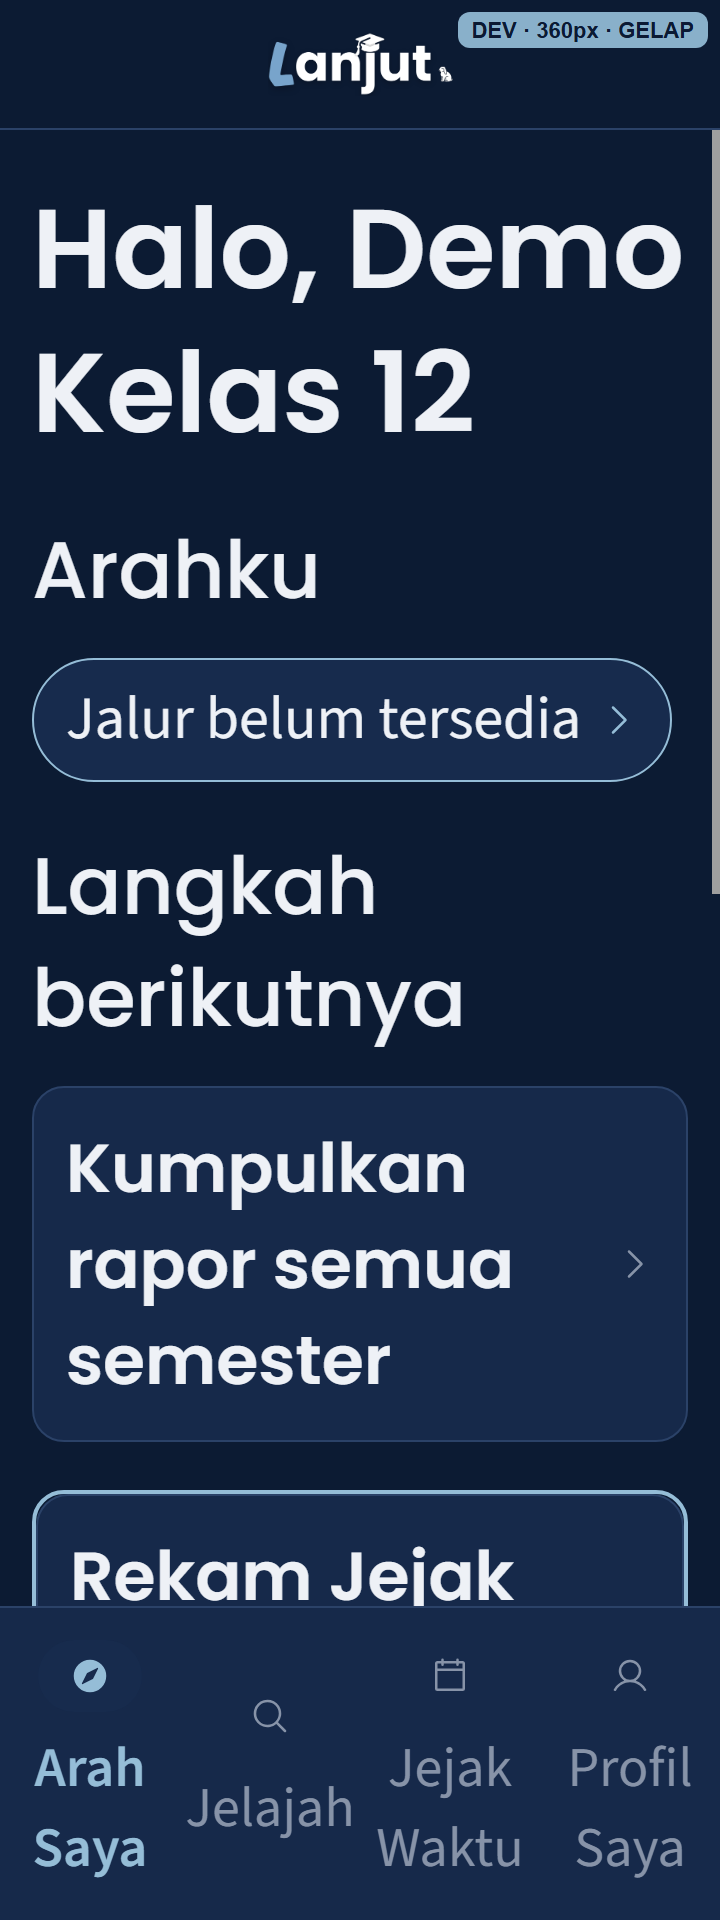 Lanjut
DEV · 360px · GELAP
Halo, Demo
Kelas 12
Arahku
Jalur belum tersedia
Langkah
berikutnya
Kumpulkan
rapor semua
semester
Rekam Jejak
Arah
Saya
Jelajah
Jejak
Waktu
Profil
Saya